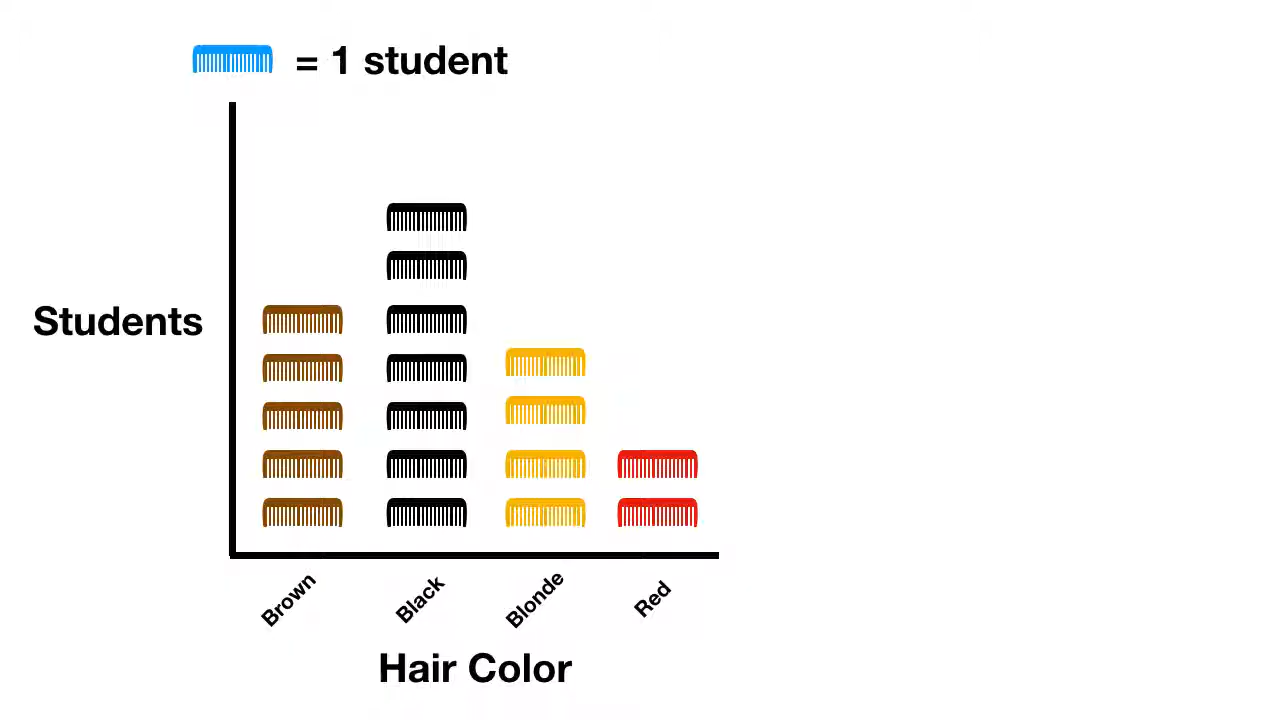 = 1 student
Students
Brown
Black
Blonde
Red
Hair Color